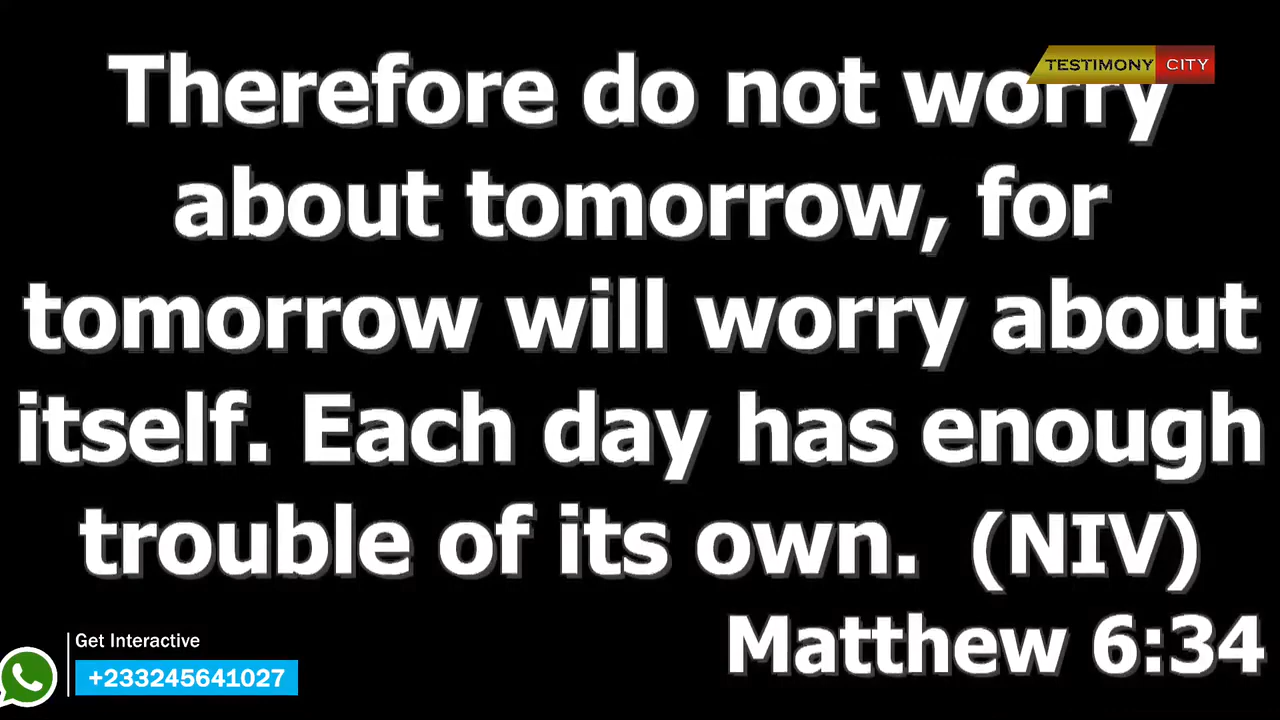 Therefore do not worry
TESTIMONY CITY
about tomorrow, for
tomorrow will worry about
itself. Each day has enough
trouble of its own. (NIV)
Matthew 6:34
Get Interactive
+233245641027